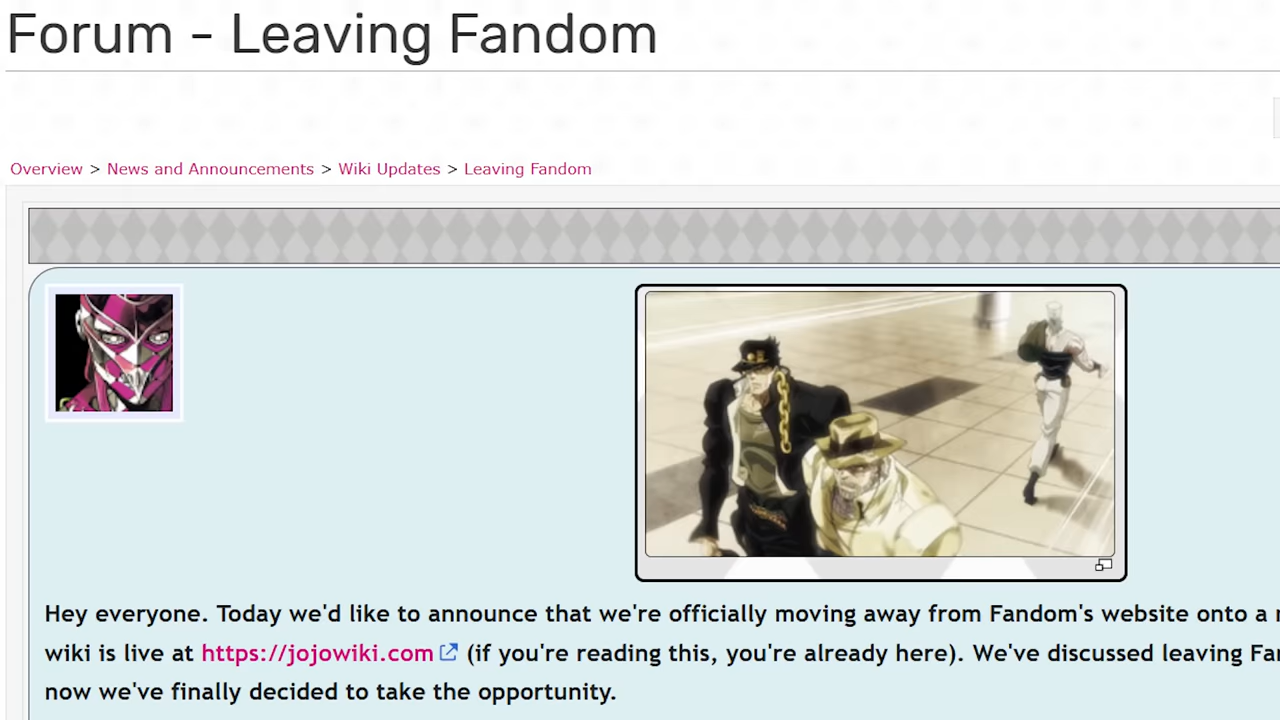 Forum - Leaving Fandom
Overview > News and Announcements > Wiki Updates > Leaving Fandom
Hey everyone. Today we'd like to announce that we're officially moving away from Fandom's website onto a
wiki is live at https://jojowiki.com (if you're reading this, you're already here). We've discussed leaving
now we've finally decided to take the opportunity.